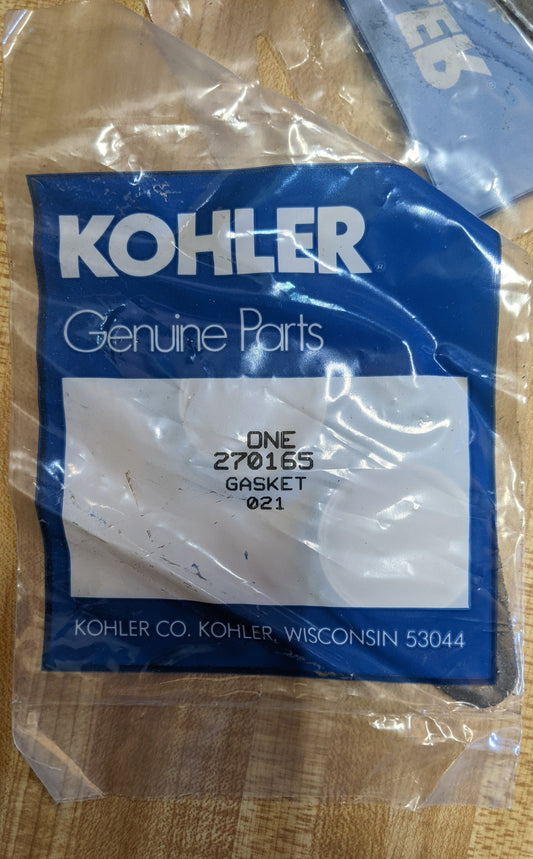 KOHLER
Genuine Parts
ONE
270165
GASKET
021
KOHLER CO. KOHLER, WISCONSIN 53044